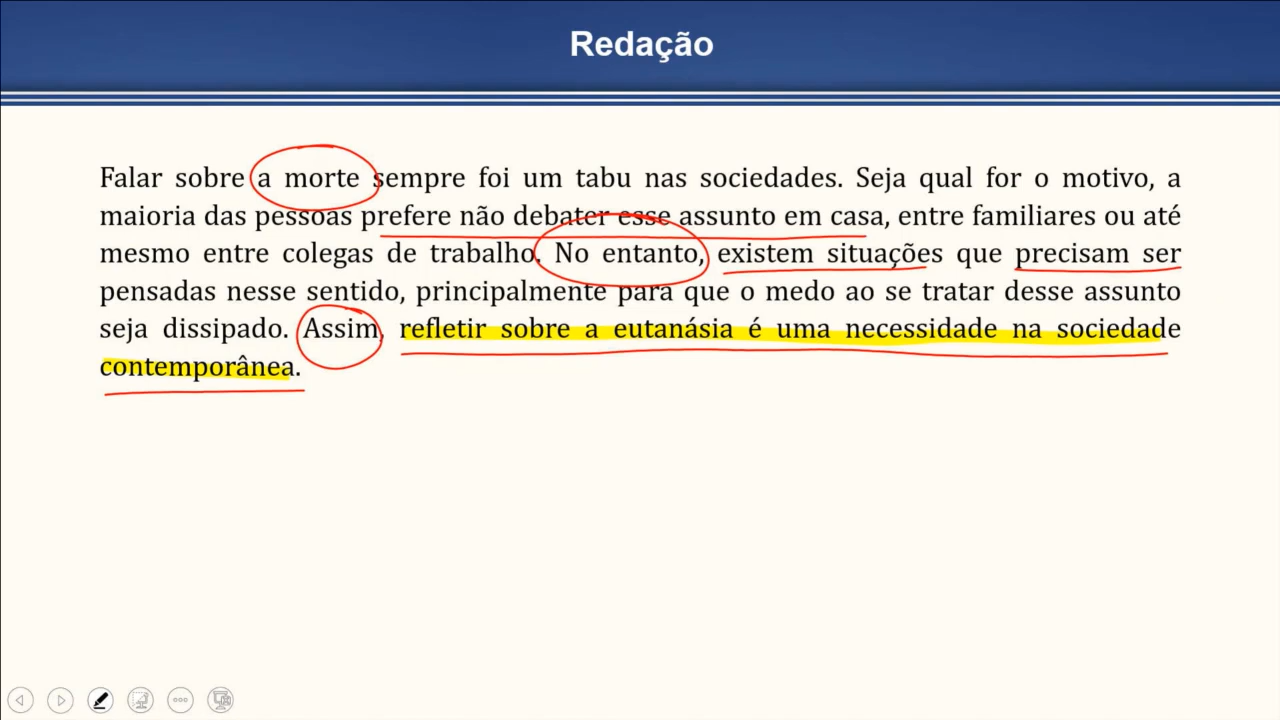 Redação
Falar sobre a morte sempre foi um tabu nas sociedades. Seja qual for o motivo, a
maioria das pessoas prefere não debater esse assunto em casa, entre familiares ou até
mesmo entre colegas de trabalho. No entanto, existem situações que precisam ser
pensadas nesse sentido, principalmente para que o medo ao se tratar desse assunto
seja dissipado. Assim, refletir sobre a eutanásia é uma necessidade na sociedade
contemporânea.